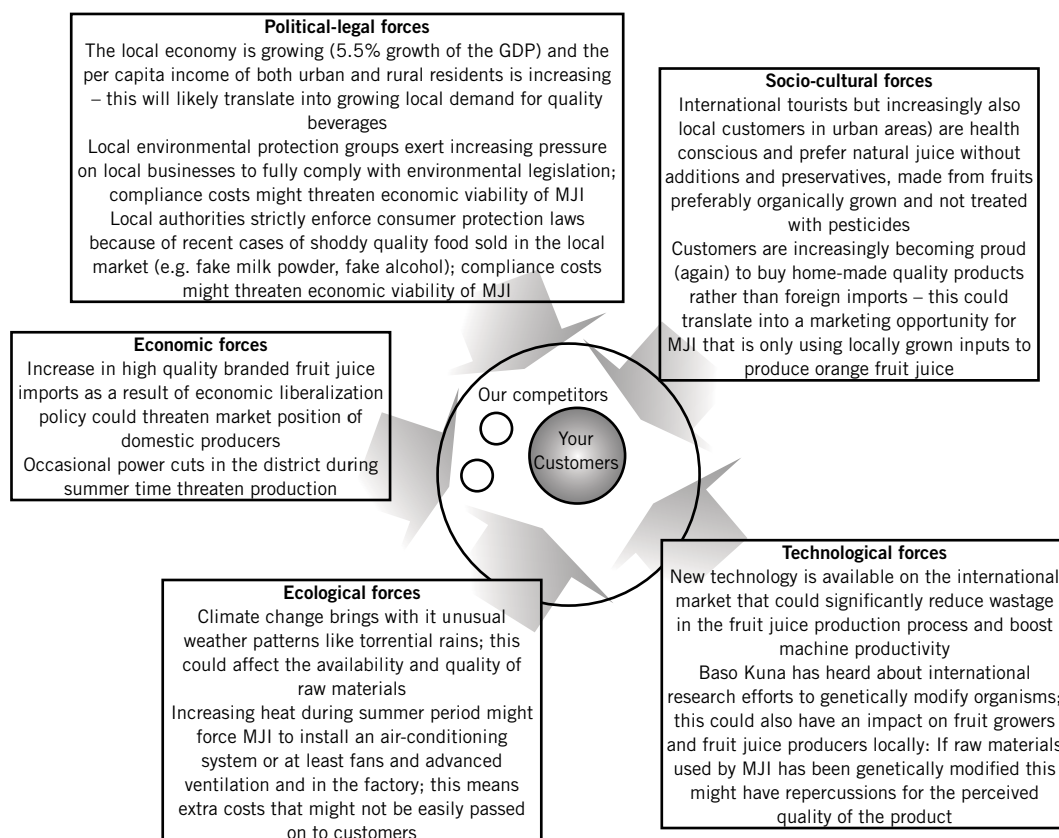 Political-legal forces
The local economy is growing (5.5% growth of the GDP) and the
per capita income of both urban and rural residents is increasing
– this will likely translate into growing local demand for quality
beverages
Local environmental protection groups exert increasing pressure
on local businesses to fully comply with environmental legislation;
compliance costs might threaten economic viability of MJI
Local authorities strictly enforce consumer protection laws
because of recent cases of shoddy quality food sold in the local
market (e.g. fake milk powder, fake alcohol); compliance costs
might threaten economic viability of MJI
Socio-cultural forces
International tourists but increasingly also
local customers in urban areas) are health
conscious and prefer natural juice without
additions and preservatives, made from fruits
preferably organically grown and not treated
with pesticides
Customers are increasingly becoming proud
(again) to buy home-made quality products
rather than foreign imports – this could
translate into a marketing opportunity for
MJI that is only using locally grown inputs to
produce orange fruit juice
Economic forces
Increase in high quality branded fruit juice
imports as a result of economic liberalization
policy could threaten market position of
domestic producers
Occasional power cuts in the district during
summer time threaten production
Our competitors
Your
Customers
Ecological forces
Climate change brings with it unusual
weather patterns like torrential rains; this
could affect the availability and quality of
raw materials
Increasing heat during summer period might
force MJI to install an air-conditioning
system or at least fans and advanced
ventilation and in the factory; this means
extra costs that might not be easily passed
on to customers
Technological forces
New technology is available on the international
market that could significantly reduce wastage
in the fruit juice production process and boost
machine productivity
Baso Kuna has heard about international
research efforts to genetically modify organisms;
this could also have an impact on fruit growers
and fruit juice producers locally: If raw materials
used by MJI has been genetically modified this
might have repercussions for the perceived
quality of the product